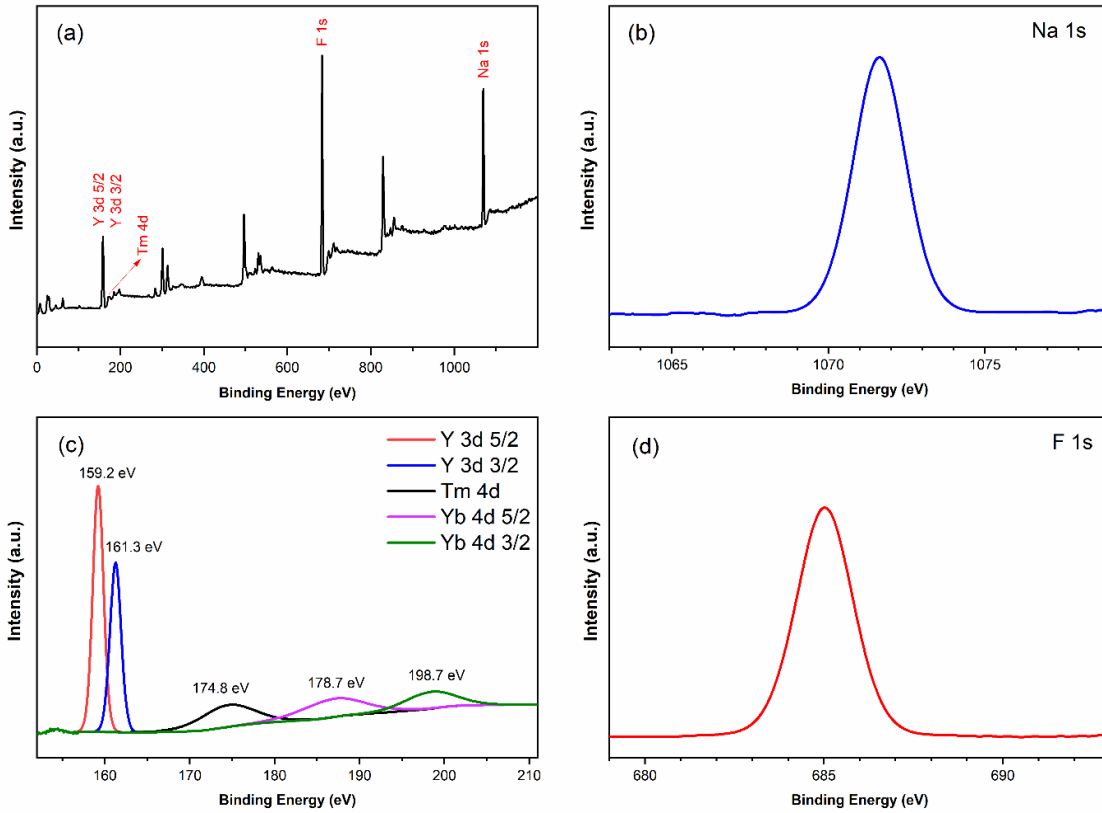 (a)
F 1s
Na 1s
Y 3d 5/2
Y 3d 3/2
Tm 4d
Intensity (a.u.)
0 200 400 600 800 1000
Binding Energy (eV)
(b)
Na 1s
Intensity (a.u.)
1065 1070 1075
Binding Energy (eV)
(c)
Y 3d 5/2
Y 3d 3/2
Tm 4d
Yb 4d 5/2
Yb 4d 3/2
159.2 eV
161.3 eV
174.8 eV
178.7 eV
198.7 eV
Intensity (a.u.)
160 170 180 190 200 210
Binding Energy (eV)
(d)
F 1s
Intensity (a.u.)
680 685 690
Binding Energy (eV)